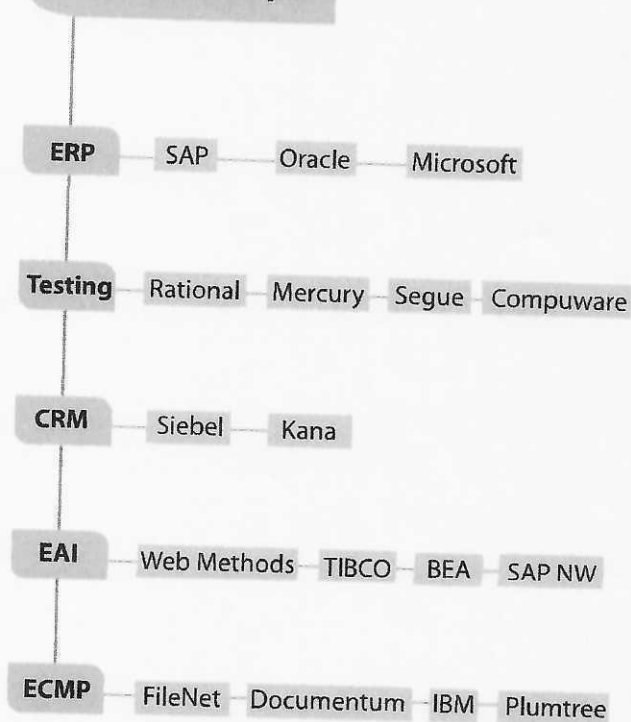 ERP SAP Oracle Microsoft
Testing Rational Mercury Segue Compuware
CRM Siebel Kana
EAI Web Methods TIBCO BEA SAP NW
ECMP FileNet Documentum IBM Plumtree